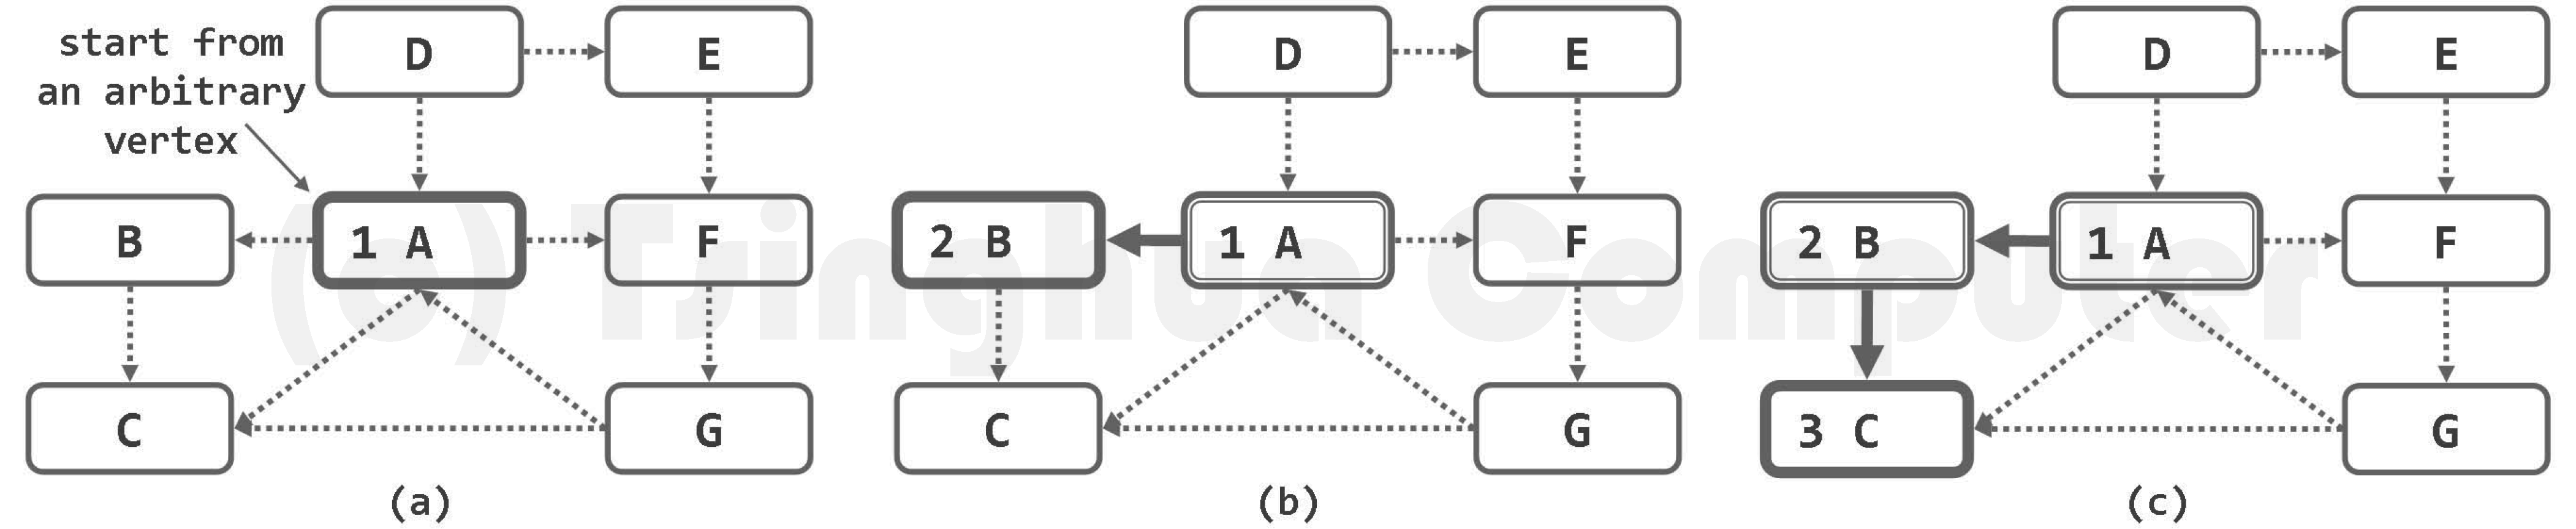 start from
an arbitrary
vertex
D
E
B
1 A
F
C
G
(a)
D
E
2 B
1 A
F
C
G
(b)
D
E
2 B
1 A
F
3 C
G
(c)
(c) Tsinghua Computer